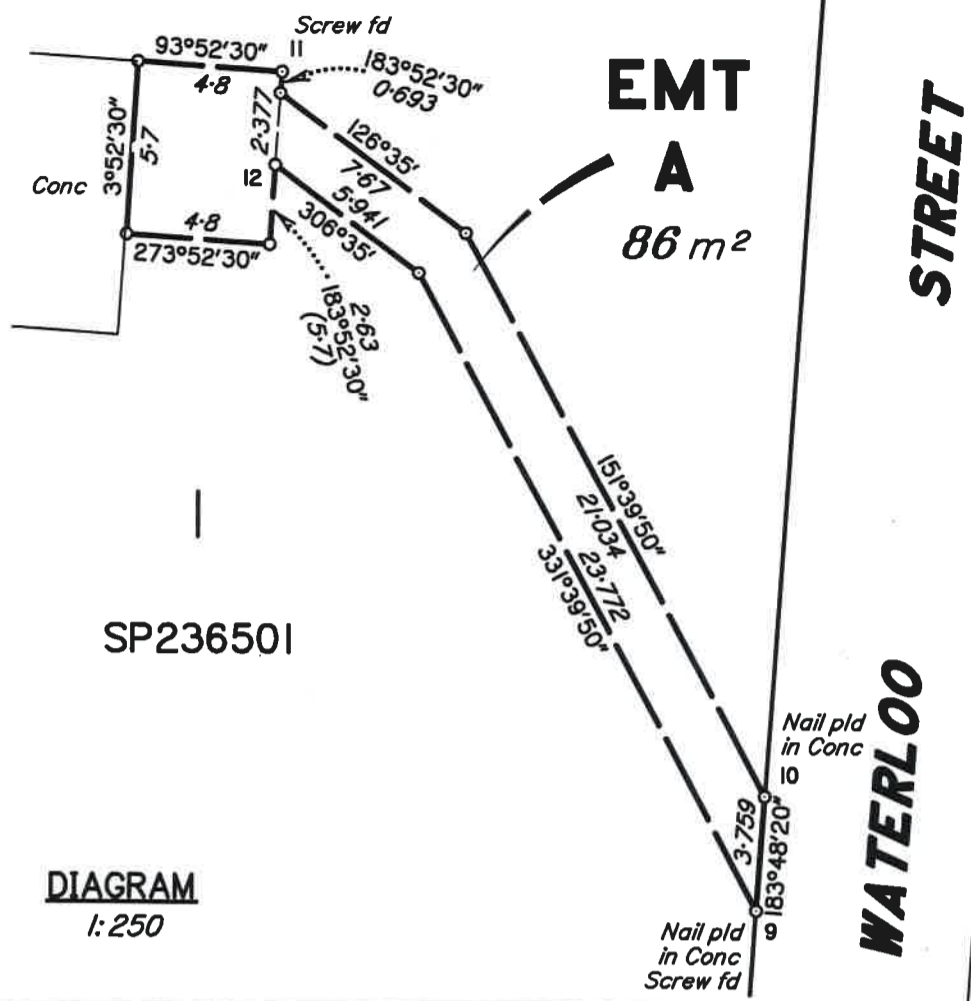 Screw fd
93°52'30"
11
4·8
183°52'30"
0·693
EMT
A
86 m²
STREET
3°52'30"
5·7
2·377
126°35'
7·67
5·941
306°35'
Conc
12
4·8
273°52'30"
2·63
183°52'30"
(5·7)
151°39'50"
21·034
23·772
331°39'50"
1
SP236501
Nail pld
in Conc
10
3·759
183°48'20"
WATERLOO
9
Nail pld
in Conc
Screw fd
DIAGRAM
1:250